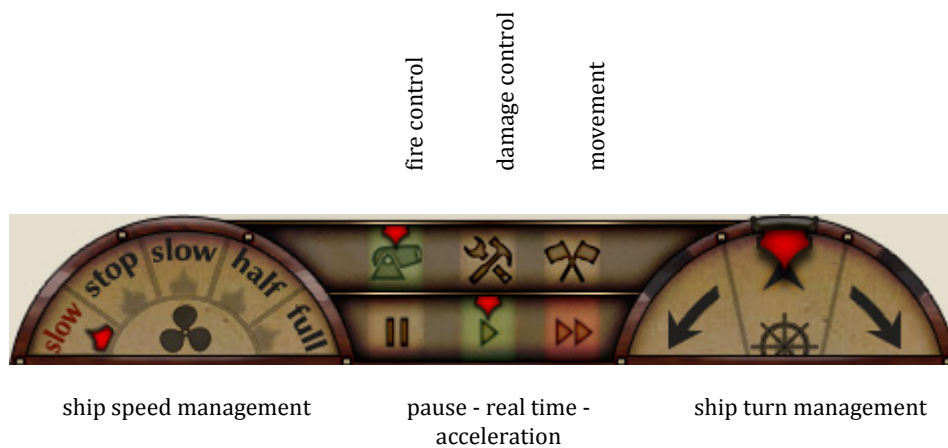 fire control
damage control
movement
slow
stop
slow
half
full
ship speed management
pause - real time -
acceleration
ship turn management